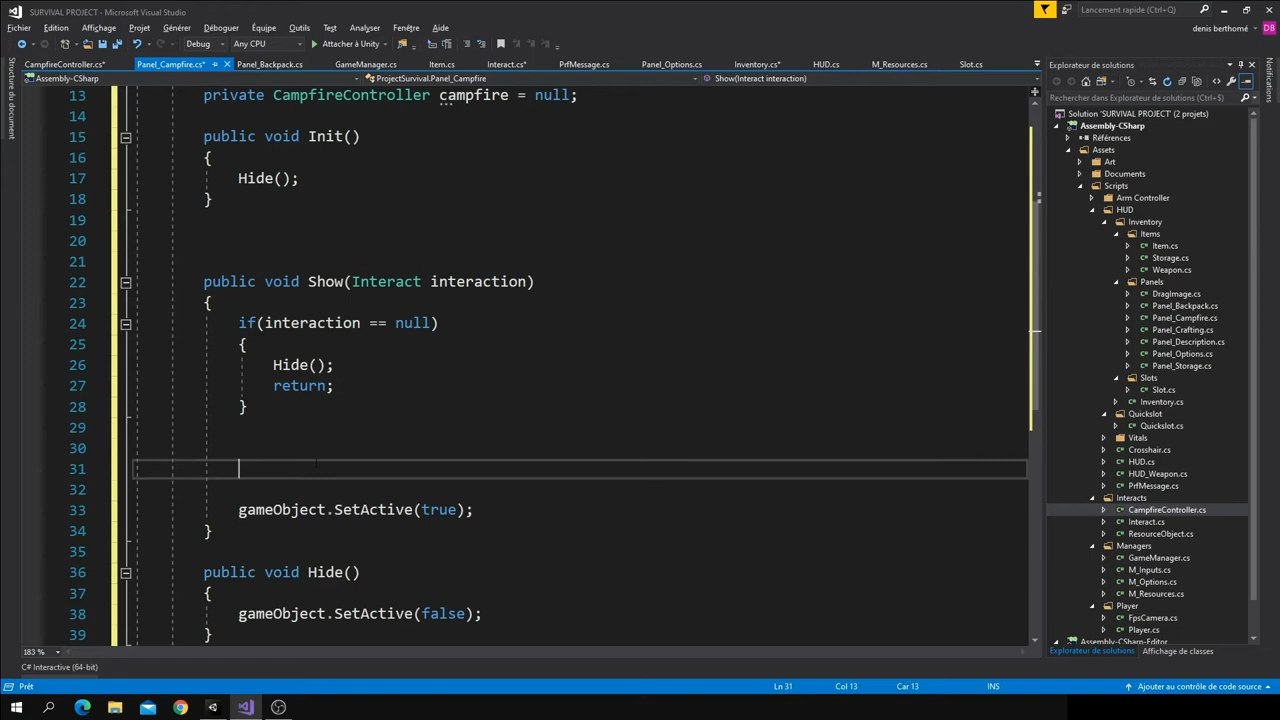 SURVIVAL PROJECT - Microsoft Visual Studio
Lancement rapide (Ctrl+Q)
Fichier Edition Affichage Projet Générer Déboguer Équipe Outils Test Analyser Fenêtre Aide
denis berthomé DB
Debug Any CPU Attacher à Unity
CampfireController.cs* Panel_Campfire.cs* Panel_Backpack.cs GameManager.cs Item.cs Interact.cs* PrfMessage.cs Panel_Options.cs Inventory.cs* HUD.cs M_Resources.cs Slot.cs
Assembly-CSharp ProjectSurvival.Panel_Campfire Show(Interact interaction)
Structure du document
13 private CampfireController campfire = null;
14
15 public void Init()
16 {
17 Hide();
18 }
19
20
21
22 public void Show(Interact interaction)
23 {
24 if(interaction == null)
25 {
26 Hide();
27 return;
28 }
29
30
31
32
33 gameObject.SetActive(true);
34 }
35
36 public void Hide()
37 {
38 gameObject.SetActive(false);
39 }
183 %
C# Interactive (64-bit)
Prêt
Ln 31 Col 13 Car 13 INS
Ajouter au contrôle de code source
Explorateur de solutions
Rechercher dans Explorateur de solutions (Ctrl+$)
Solution 'SURVIVAL PROJECT' (2 projets)
Assembly-CSharp
Références
Assets
Art
Documents
Scripts
Arm Controller
HUD
Inventory
Items
Item.cs
Storage.cs
Weapon.cs
Panels
DragImage.cs
Panel_Backpack.cs
Panel_Campfire.cs
Panel_Crafting.cs
Panel_Description.cs
Panel_Options.cs
Panel_Storage.cs
Slots
Slot.cs
Inventory.cs
Quickslot
Quickslot.cs
Vitals
Crosshair.cs
HUD.cs
HUD_Weapon.cs
PrfMessage.cs
Interacts
CampfireController.cs
Interact.cs
ResourceObject.cs
Managers
GameManager.cs
M_Inputs.cs
M_Options.cs
M_Resources.cs
Player
FpsCamera.cs
Player.cs
Assembly-CSharp-Editor
Explorateur de solutions Affichage de classes
Notifications